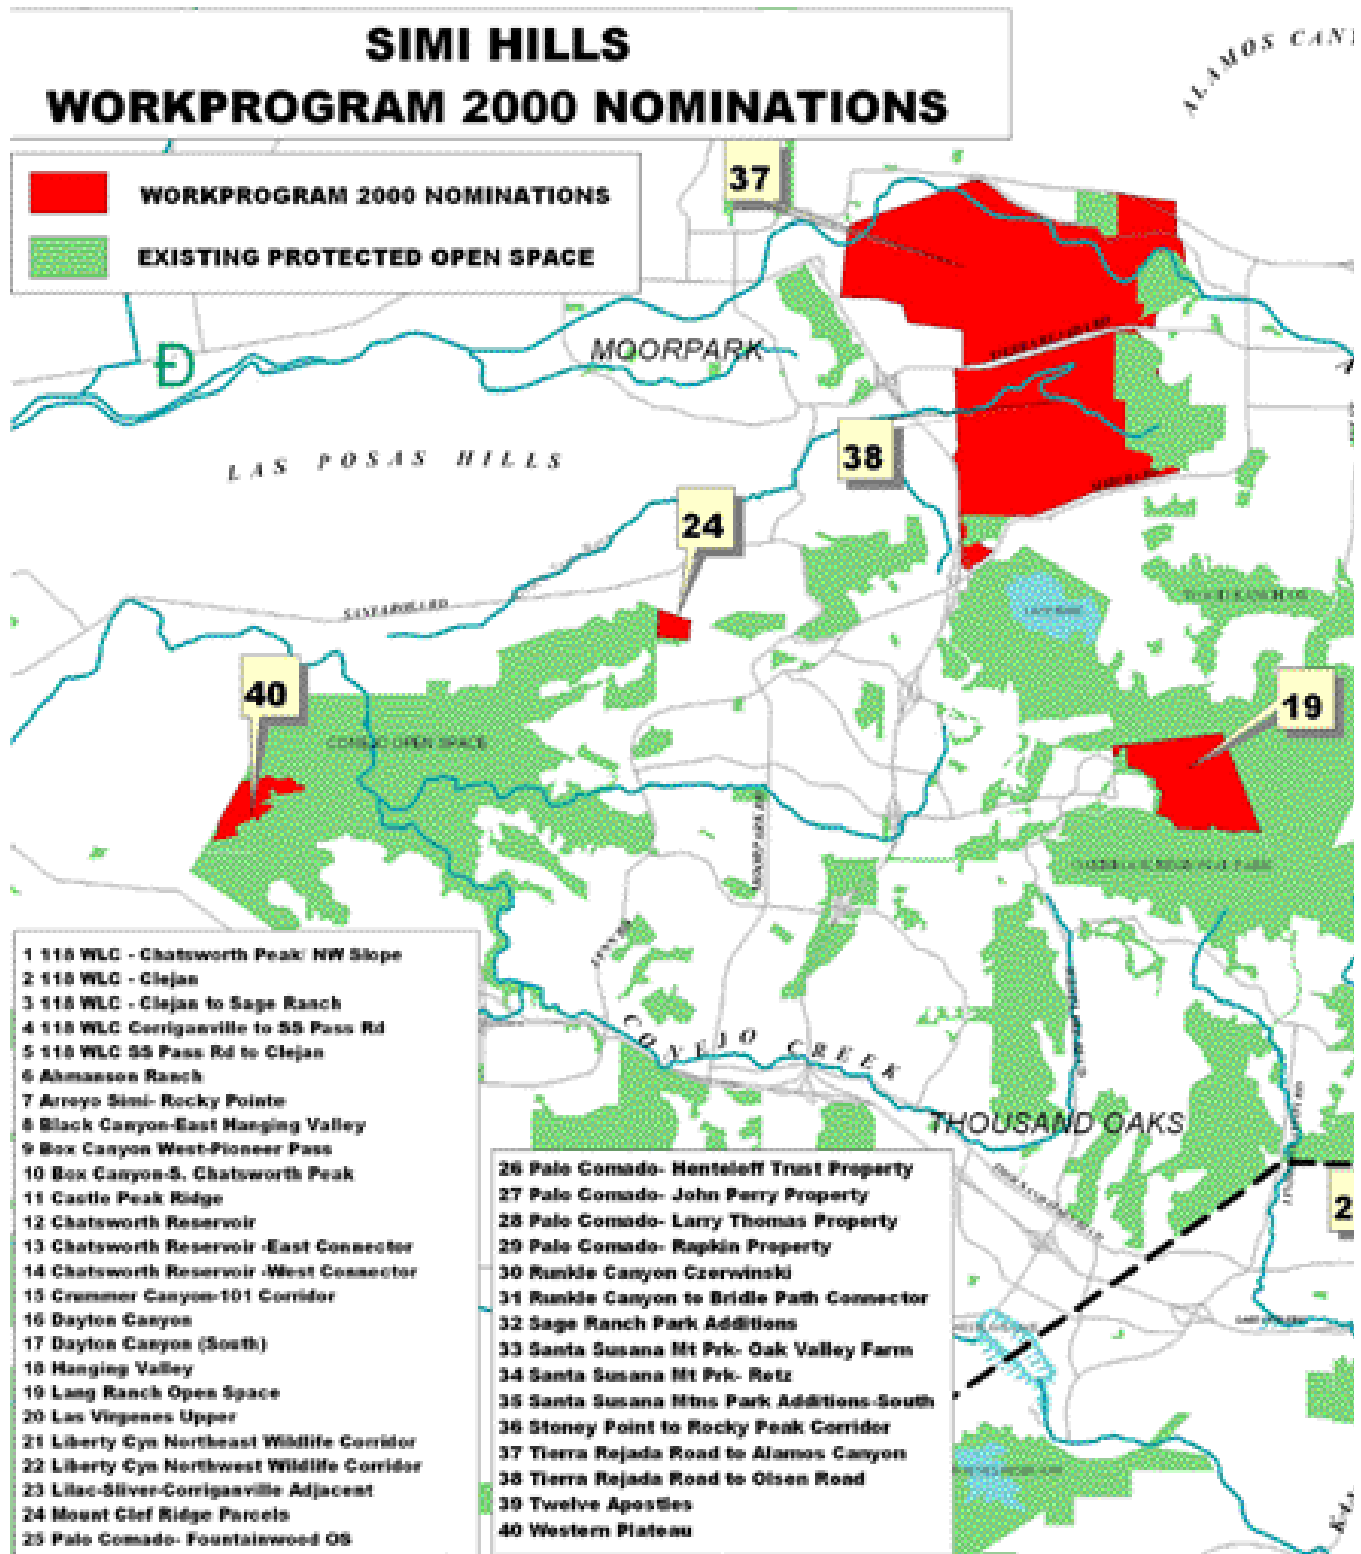 SIMI HILLS
WORKPROGRAM 2000 NOMINATIONS
ALAMOS CANY
WORKPROGRAM 2000 NOMINATIONS
EXISTING PROTECTED OPEN SPACE
37
MOORPARK
LAS POSAS HILLS
38
24
SANTA ROSA RD
40
19
CONEJO OPEN SPACE
MOORPARK RD
CONEJO CREEK
THOUSAND OAKS
2
1 118 WLC - Chatsworth Peak/ NW Slope
2 118 WLC - Clejan
3 118 WLC - Clejan to Sage Ranch
4 118 WLC Corriganville to SS Pass Rd
5 118 WLC SS Pass Rd to Clejan
6 Ahmanson Ranch
7 Arroyo Simi- Rocky Pointe
8 Black Canyon-East Hanging Valley
9 Box Canyon West-Pioneer Pass
10 Box Canyon-S. Chatsworth Peak
11 Castle Peak Ridge
12 Chatsworth Reservoir
13 Chatsworth Reservoir -East Connector
14 Chatsworth Reservoir -West Connector
15 Crummer Canyon-101 Corridor
16 Dayton Canyon
17 Dayton Canyon (South)
18 Hanging Valley
19 Lang Ranch Open Space
20 Las Virgenes Upper
21 Liberty Cyn Northeast Wildlife Corridor
22 Liberty Cyn Northwest Wildlife Corridor
23 Lilac-Sliver-Corriganville Adjacent
24 Mount Clef Ridge Parcels
25 Palo Comado- Fountainwood OS
26 Palo Comado- Henteloff Trust Property
27 Palo Comado- John Perry Property
28 Palo Comado- Larry Thomas Property
29 Palo Comado- Rapkin Property
30 Runkle Canyon Czerwinski
31 Runkle Canyon to Bridle Path Connector
32 Sage Ranch Park Additions
33 Santa Susana Mt Prk- Oak Valley Farm
34 Santa Susana Mt Prk- Retz
35 Santa Susana Mtns Park Additions-South
36 Stoney Point to Rocky Peak Corridor
37 Tierra Rejada Road to Alamos Canyon
38 Tierra Rejada Road to Olsen Road
39 Twelve Apostles
40 Western Plateau